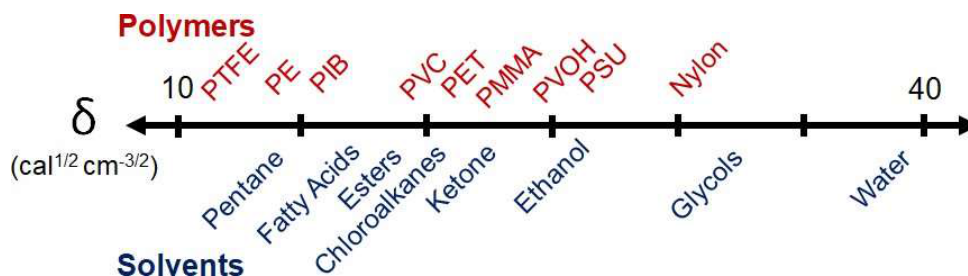 Polymers
PTFE
PE
PIB
PVC
PET
PMMA
PVOH
PSU
Nylon
10
40
δ
(cal1/2 cm-3/2)
Pentane
Fatty Acids
Esters
Chloroalkanes
Ketone
Ethanol
Glycols
Water
Solvents